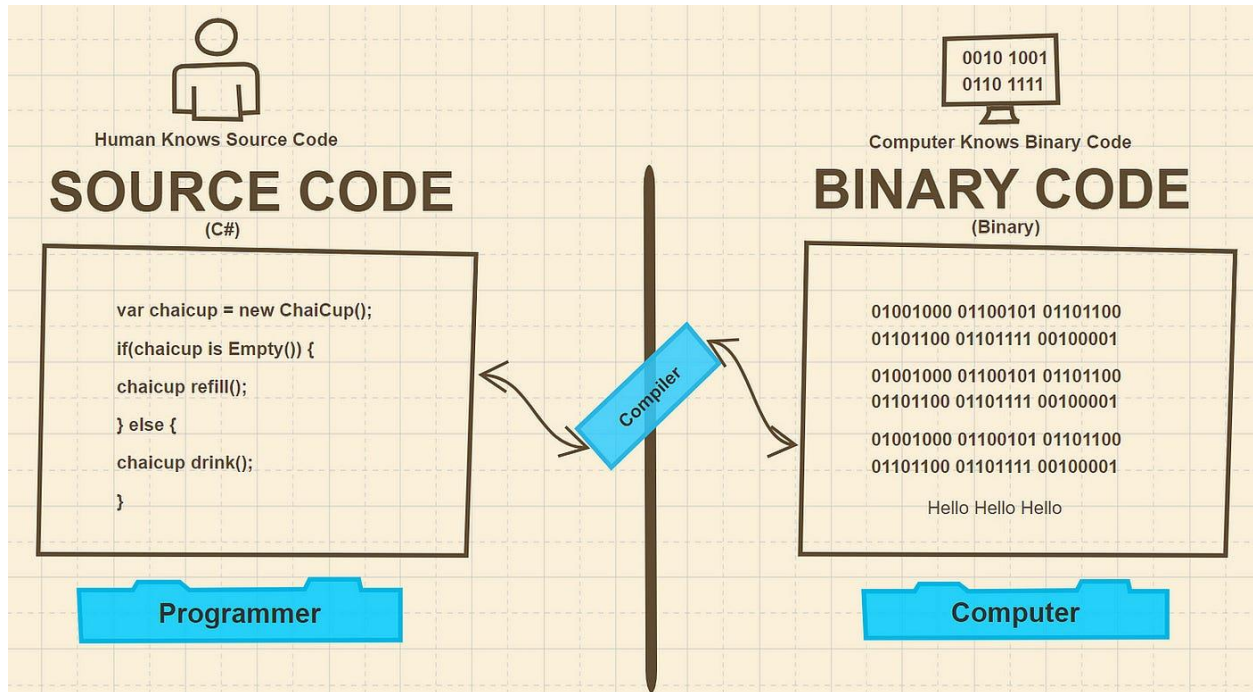 Human Knows Source Code
SOURCE CODE
(C#)
var chaicup = new ChaiCup();
if(chaicup is Empty()) {
chaicup refill();
} else {
chaicup drink();
}
Programmer
Compiler
0010 1001
0110 1111
Computer Knows Binary Code
BINARY CODE
(Binary)
01001000 01100101 01101100
01101100 01101111 00100001
01001000 01100101 01101100
01101100 01101111 00100001
01001000 01100101 01101100
01101100 01101111 00100001
Hello Hello Hello
Computer